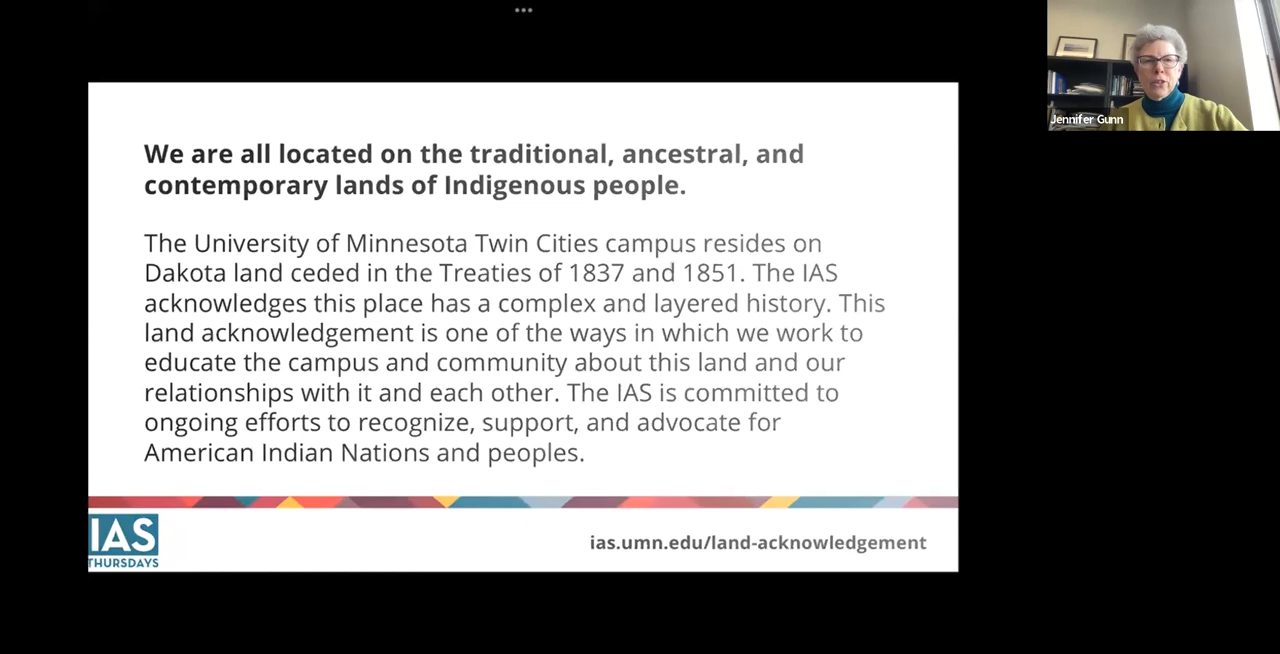 Jennifer Gunn
We are all located on the traditional, ancestral, and
contemporary lands of Indigenous people.
The University of Minnesota Twin Cities campus resides on
Dakota land ceded in the Treaties of 1837 and 1851. The IAS
acknowledges this place has a complex and layered history. This
land acknowledgement is one of the ways in which we work to
educate the campus and community about this land and our
relationships with it and each other. The IAS is committed to
ongoing efforts to recognize, support, and advocate for
American Indian Nations and peoples.
IAS
THURSDAYS
ias.umn.edu/land-acknowledgement